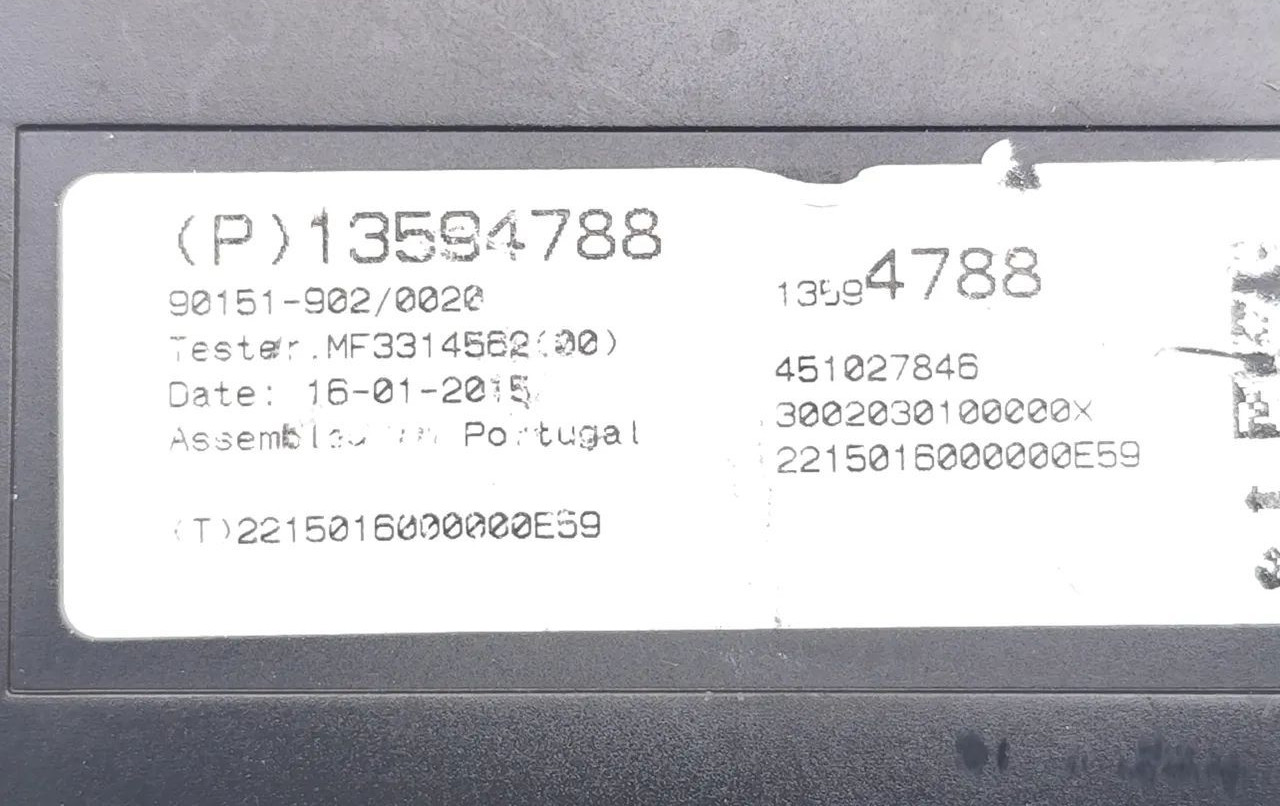 (P)13594788
90151-902/0020
Tester.MF3314562(00)
Date: 16-01-2015
Portugal
(T)2215016000000E59
13594788
451027846
3002030100000X
2215016000000E59